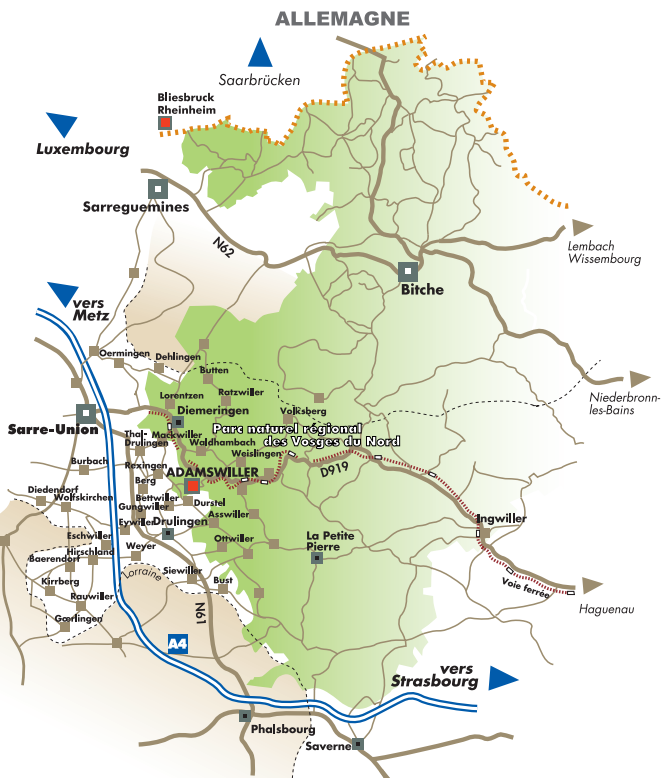 ALLEMAGNE
Saarbrücken
Bliesbruck
Rheinheim
Luxembourg
Sarreguemines
N62
Lembach
Wissembourg
Bitche
vers
Metz
Oermingen
Dehlingen
Butten
Niederbronn-
les-Bains
Lorentzen
Ratzwiller
Diemeringen
Volksberg
Sarre-Union
Parc naturel régional
des Vosges du Nord
Thal-
Drulingen
Mackwiller
Waldhambach
Weislingen
Burbach
Rexingen
ADAMSWILLER
D919
Berg
Diedendorf
Wolfskirchen
Bettwiller
Durstel
Gungwiller
Asswiller
Eywiller
Drulingen
Ingwiller
Eschwiller
Ottwiller
La Petite
Pierre
Hirschland
Weyer
Baerendorf
Lorraine
Siewiller
Bust
Voie ferrée
Kirrberg
Rauwiller
Haguenau
Gœrlingen
N61
A4
vers
Strasbourg
Phalsbourg
Saverne